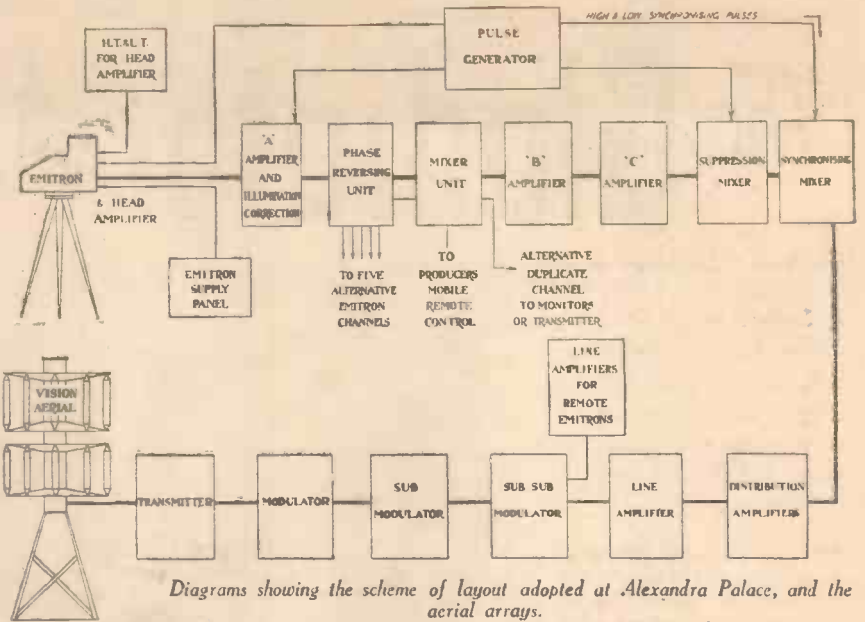 H.T. & L.T.
FOR HEAD
AMPLIFIER
PULSE
GENERATOR
HIGH & LOW SYNCHRONISING PULSES
EMITRON
& HEAD
AMPLIFIER
'A'
AMPLIFIER
AND
ILLUMINATION
CORRECTION
PHASE
REVERSING
UNIT
MIXER
UNIT
'B'
AMPLIFIER
'C'
AMPLIFIER
SUPPRESSION
MIXER
SYNCHRONISING
MIXER
EMITRON
SUPPLY
PANEL
TO FIVE
ALTERNATIVE
EMITRON
CHANNELS
TO
PRODUCERS
MOBILE
REMOTE
CONTROL
ALTERNATIVE
DUPLICATE
CHANNEL
TO MONITORS
OR TRANSMITTER
VISION
AERIAL
LINE
AMPLIFIERS
FOR
REMOTE
EMITRONS
TRANSMITTER
MODULATOR
SUB
MODULATOR
SUB SUB
MODULATOR
LINE
AMPLIFIER
DISTRIBUTION
AMPLIFIERS
Diagrams showing the scheme of layout adopted at Alexandra Palace, and the
aerial arrays.